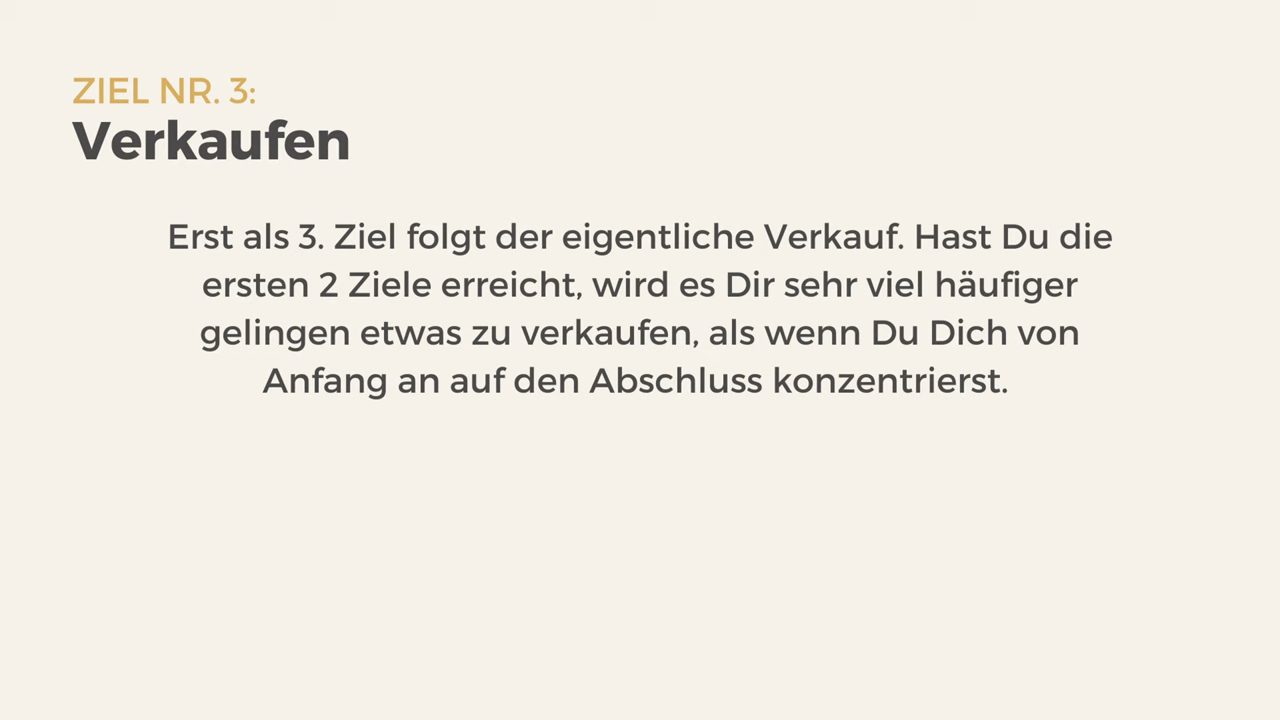 ZIEL NR. 3:
Verkaufen
Erst als 3. Ziel folgt der eigentliche Verkauf. Hast Du die
ersten 2 Ziele erreicht, wird es Dir sehr viel häufiger
gelingen etwas zu verkaufen, als wenn Du Dich von
Anfang an auf den Abschluss konzentrierst.